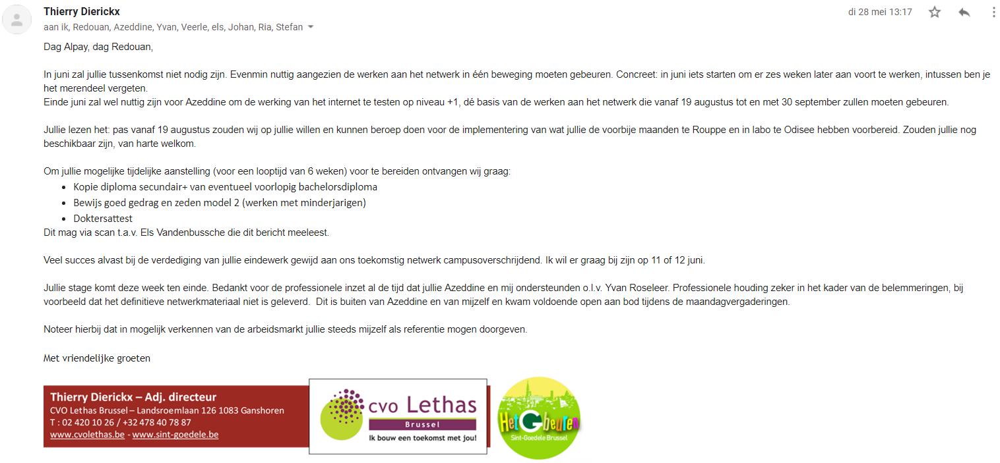 Thierry Dierickx
di 28 mei 13:17
aan ik, Redouan, Azeddine, Yvan, Veerle, els, Johan, Ria, Stefan
Dag Alpay, dag Redouan,
In juni zal jullie tussenkomst niet nodig zijn. Evenmin nuttig aangezien de werken aan het netwerk in één beweging moeten gebeuren. Concreet: in juni iets starten om er zes weken later aan voort te werken, intussen ben je
het merendeel vergeten.
Einde juni zal wel nuttig zijn voor Azeddine om de werking van het internet te testen op niveau +1, dé basis van de werken aan het netwerk die vanaf 19 augustus tot en met 30 september zullen moeten gebeuren.
Jullie lezen het: pas vanaf 19 augustus zouden wij op jullie willen en kunnen beroep doen voor de implementering van wat jullie de voorbije maanden te Rouppe en in labo te Odisee hebben voorbereid. Zouden jullie nog
beschikbaar zijn, van harte welkom.
Om jullie mogelijke tijdelijke aanstelling (voor een looptijd van 6 weken) voor te bereiden ontvangen wij graag:
• Kopie diploma secundair+ van eventueel voorlopig bachelorsdiploma
• Bewijs goed gedrag en zeden model 2 (werken met minderjarigen)
• Doktersattest
Dit mag via scan t.a.v. Els Vandenbussche die dit bericht meeleest.
Veel succes alvast bij de verdediging van jullie eindewerk gewijd aan ons toekomstig netwerk campusoverschrijdend. Ik wil er graag bij zijn op 11 of 12 juni.
Jullie stage komt deze week ten einde. Bedankt voor de professionele inzet al de tijd dat jullie Azeddine en mij ondersteunden o.l.v. Yvan Roseleer. Professionele houding zeker in het kader van de belemmeringen, bij
voorbeeld dat het definitieve netwerkmateriaal niet is geleverd. Dit is buiten van Azeddine en van mijzelf en kwam voldoende open aan bod tijdens de maandagvergaderingen.
Noteer hierbij dat in mogelijk verkennen van de arbeidsmarkt jullie steeds mijzelf als referentie mogen doorgeven.
Met vriendelijke groeten
Thierry Dierickx – Adj. directeur
CVO Lethas Brussel – Landsroemlaan 126 1083 Ganshoren
T : 02 420 10 26 / +32 478 40 78 87
www.cvolethas.be - www.sint-goedele.be
cvo Lethas
Brussel
Ik bouw een toekomst met jou!
Het G beuren
Sint-Goedele Brussel